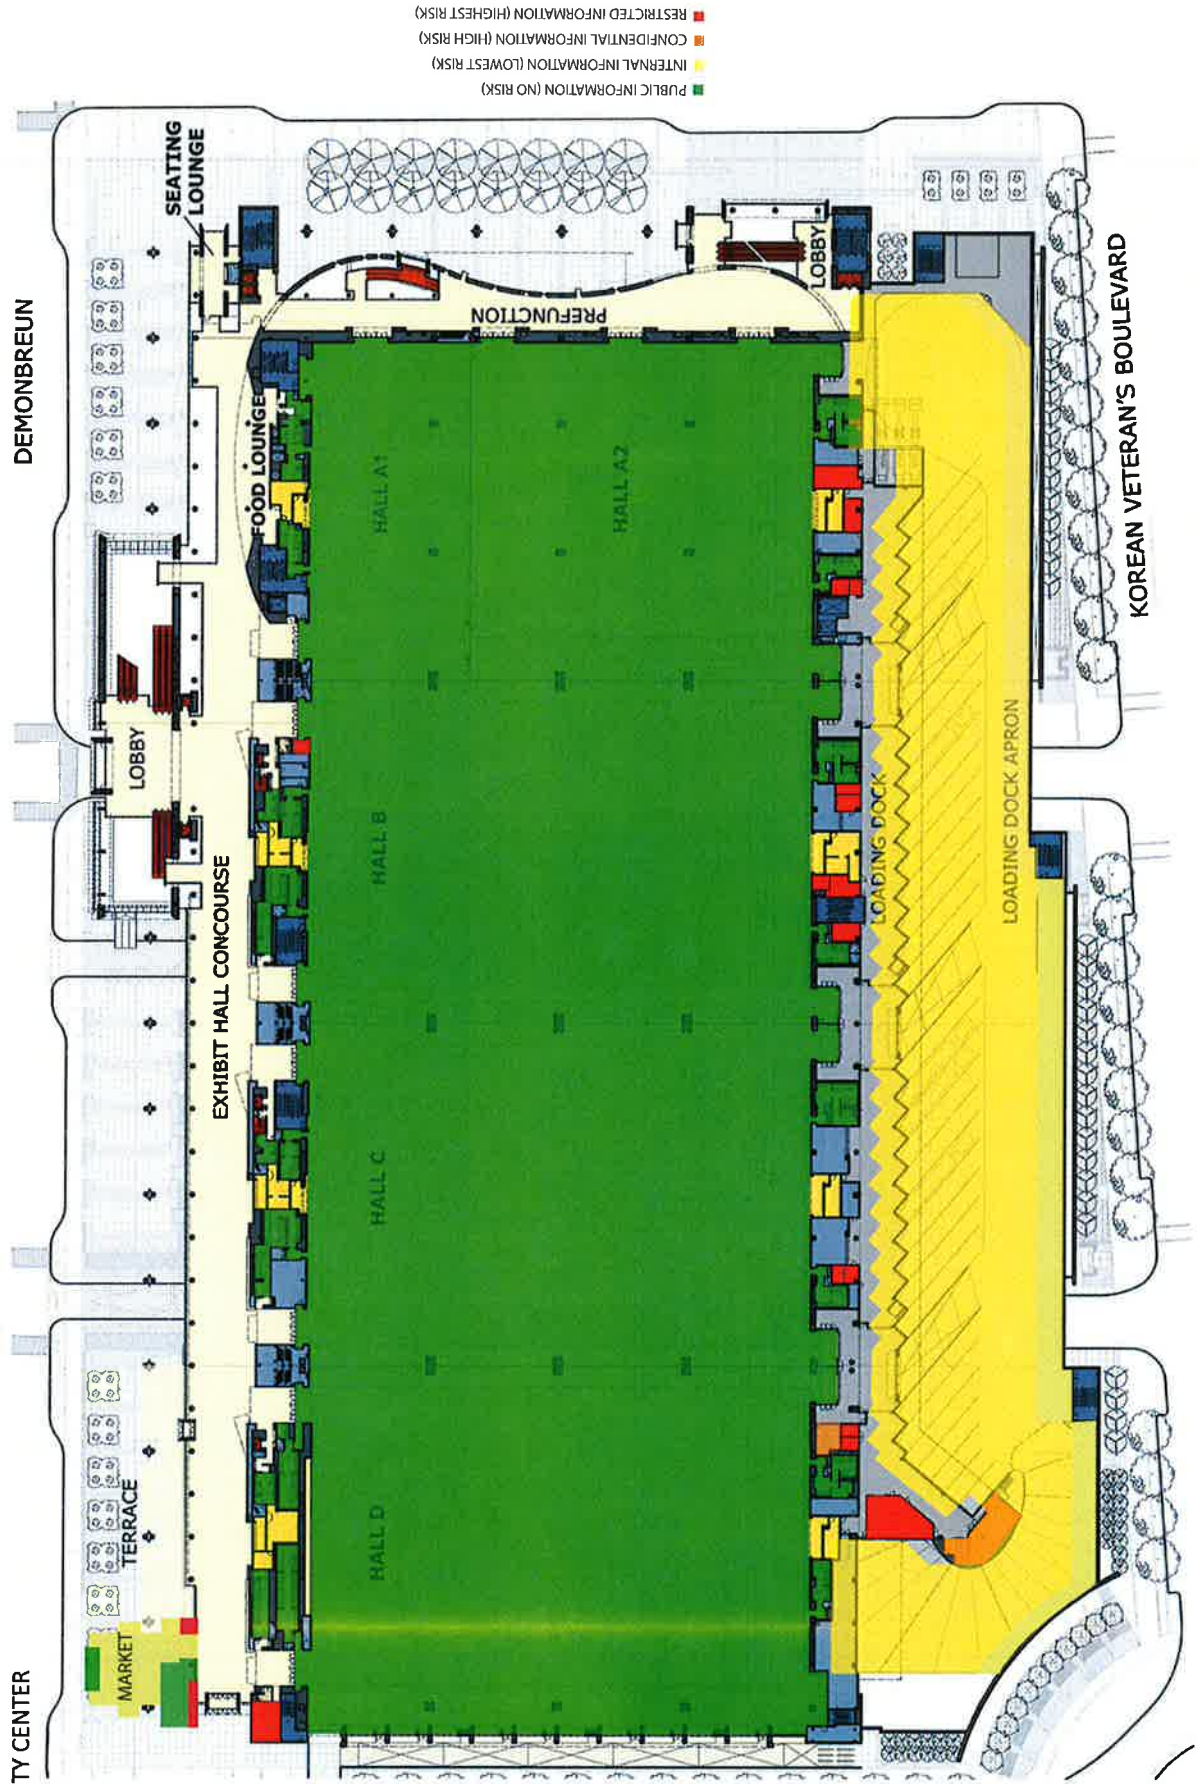 RESTRICTED INFORMATION (HIGHEST RISK)
CONFIDENTIAL INFORMATION (HIGH RISK)
INTERNAL INFORMATION (LOWEST RISK)
PUBLIC INFORMATION (NO RISK)
DEMONBREUN
SEATING
LOUNGE
LOBBY
PREFUNCTION
FOOD LOUNGE
HALL A1
HALL A2
KOREAN VETERAN'S BOULEVARD
LOBBY
EXHIBIT HALL CONCOURSE
HALL B
LOADING DOCK
LOADING DOCK APRON
HALL C
TERRACE
HALL D
MARKET
TY CENTER